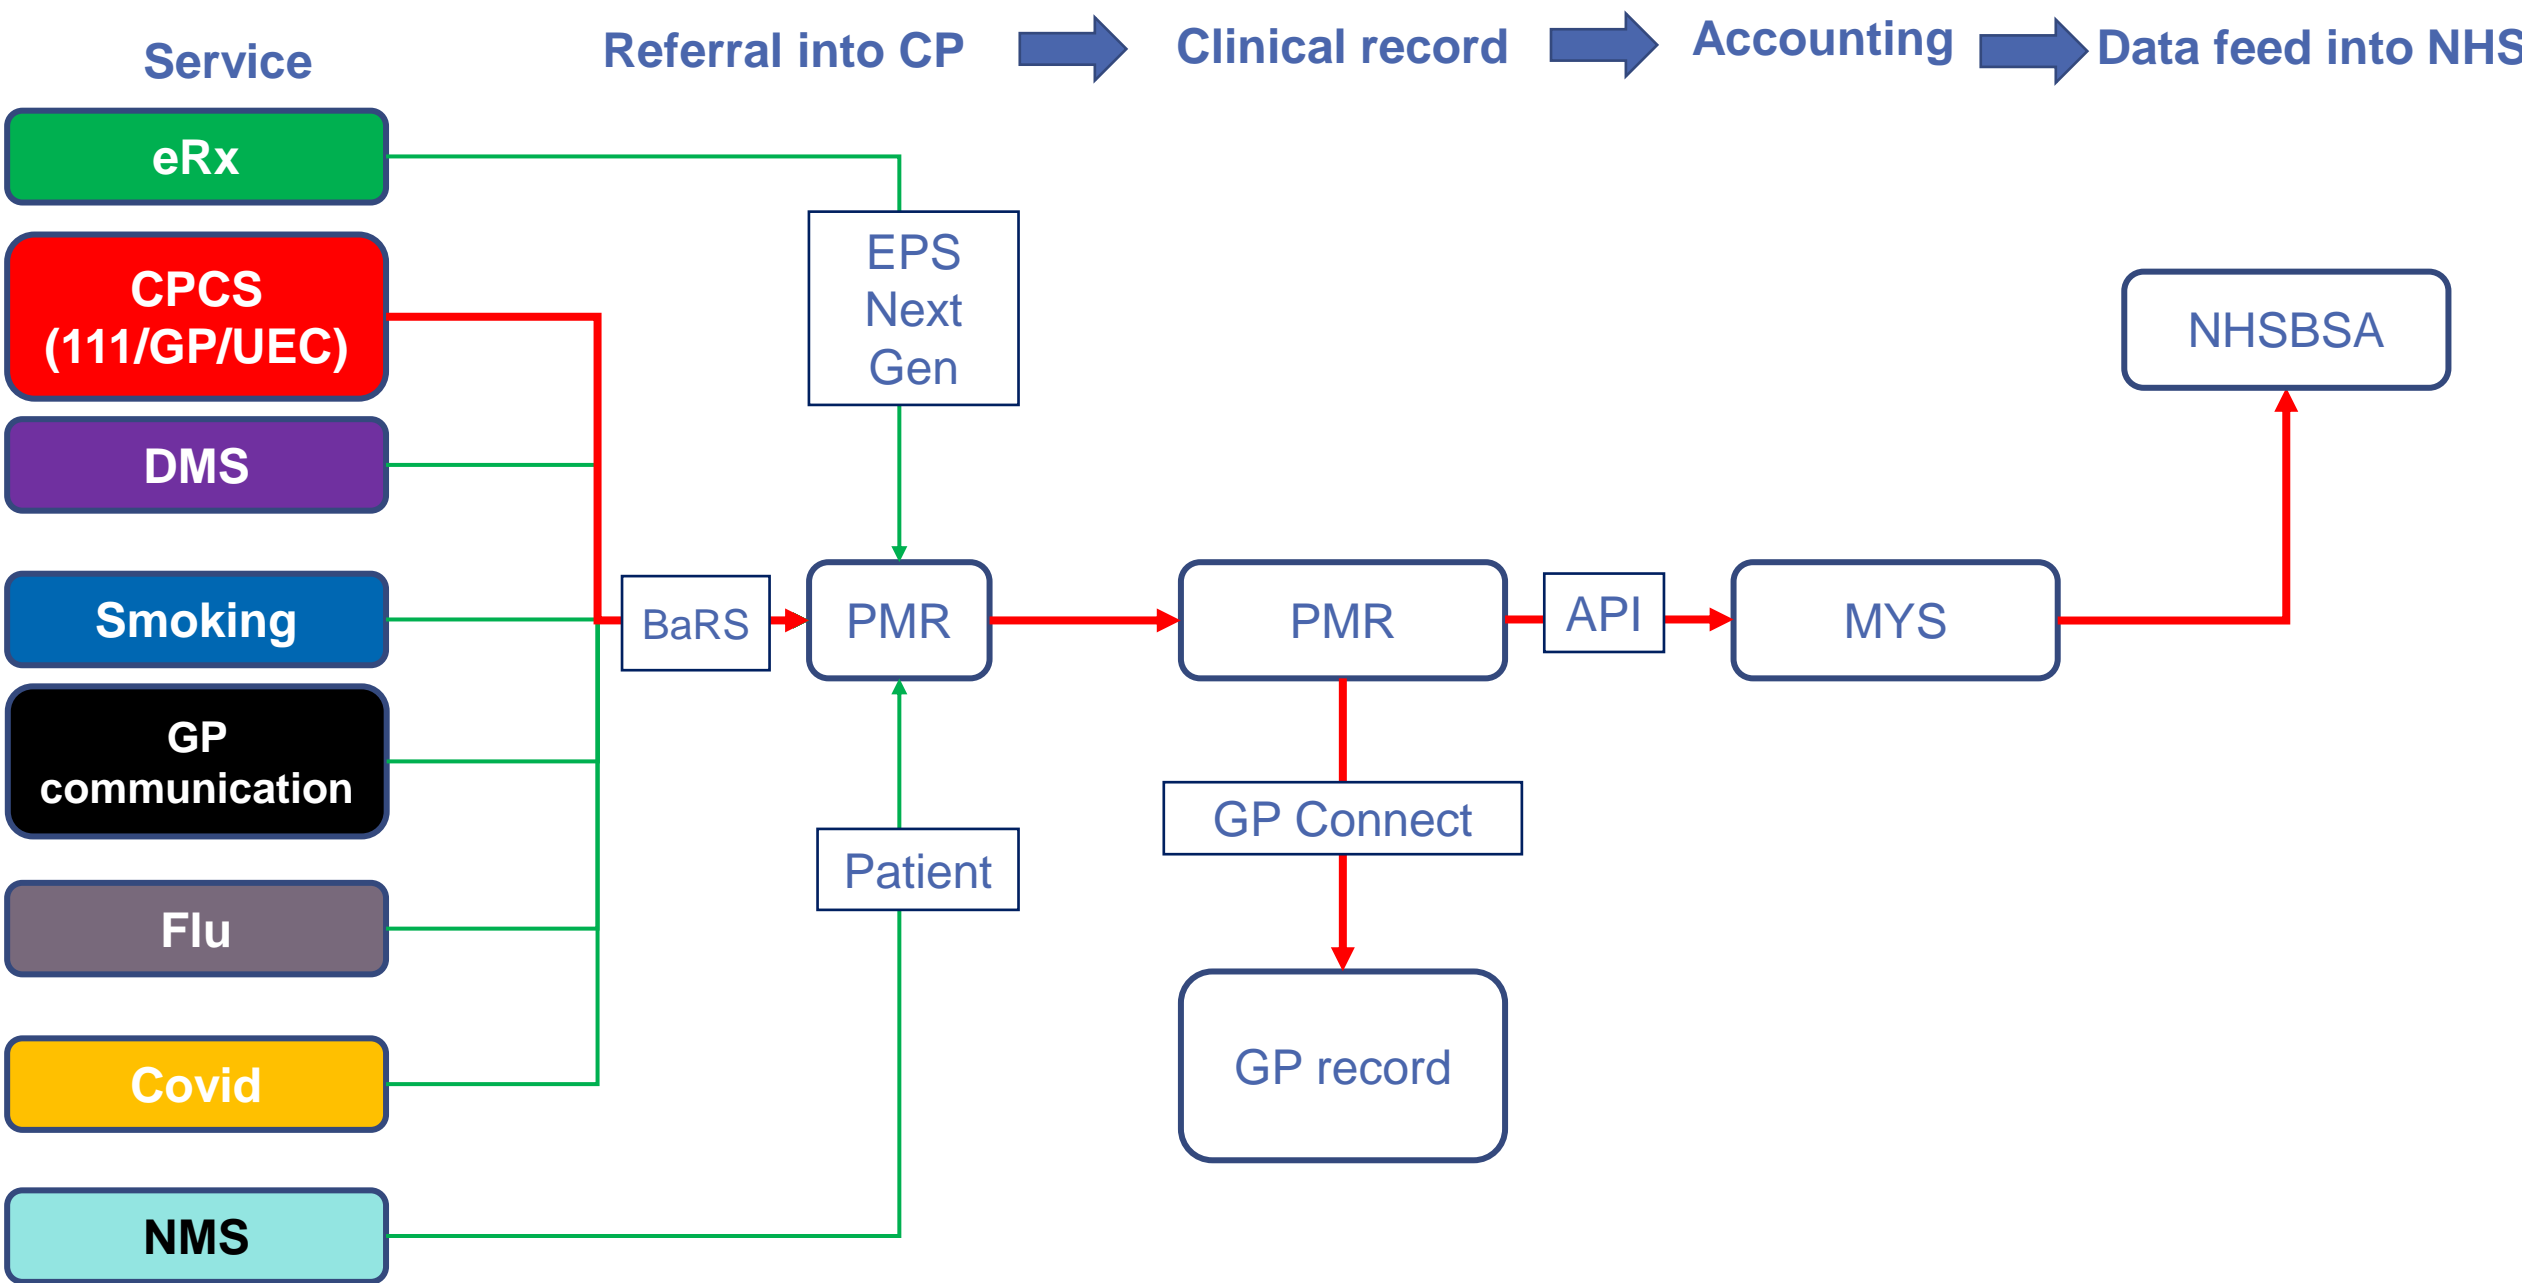 Service
Referral into CP
Clinical record
Accounting
Data feed into NHS
eRx
CPCS
(111/GP/UEC)
DMS
Smoking
GP
communication
Flu
Covid
NMS
EPS
Next
Gen
BaRS
PMR
Patient
PMR
API
MYS
NHSBSA
GP Connect
GP record